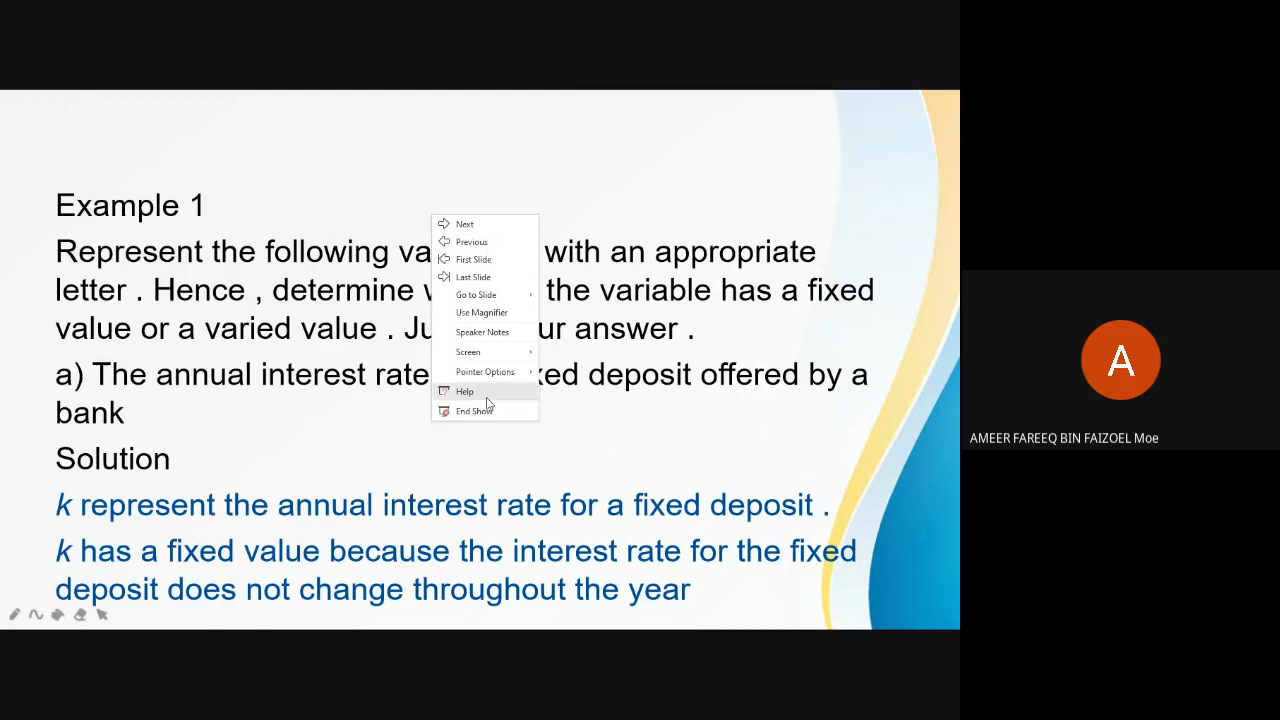 Example 1
Represent the following va with an appropriate
letter . Hence , determine the variable has a fixed
value or a varied value . Ju ur answer .
a) The annual interest rate xed deposit offered by a
bank
Solution
k represent the annual interest rate for a fixed deposit .
k has a fixed value because the interest rate for the fixed
deposit does not change throughout the year
Next
Previous
First Slide
Last Slide
Go to Slide
Use Magnifier
Speaker Notes
Screen
Pointer Options
Help
End Show
A
AMEER FAREEQ BIN FAIZOEL Moe